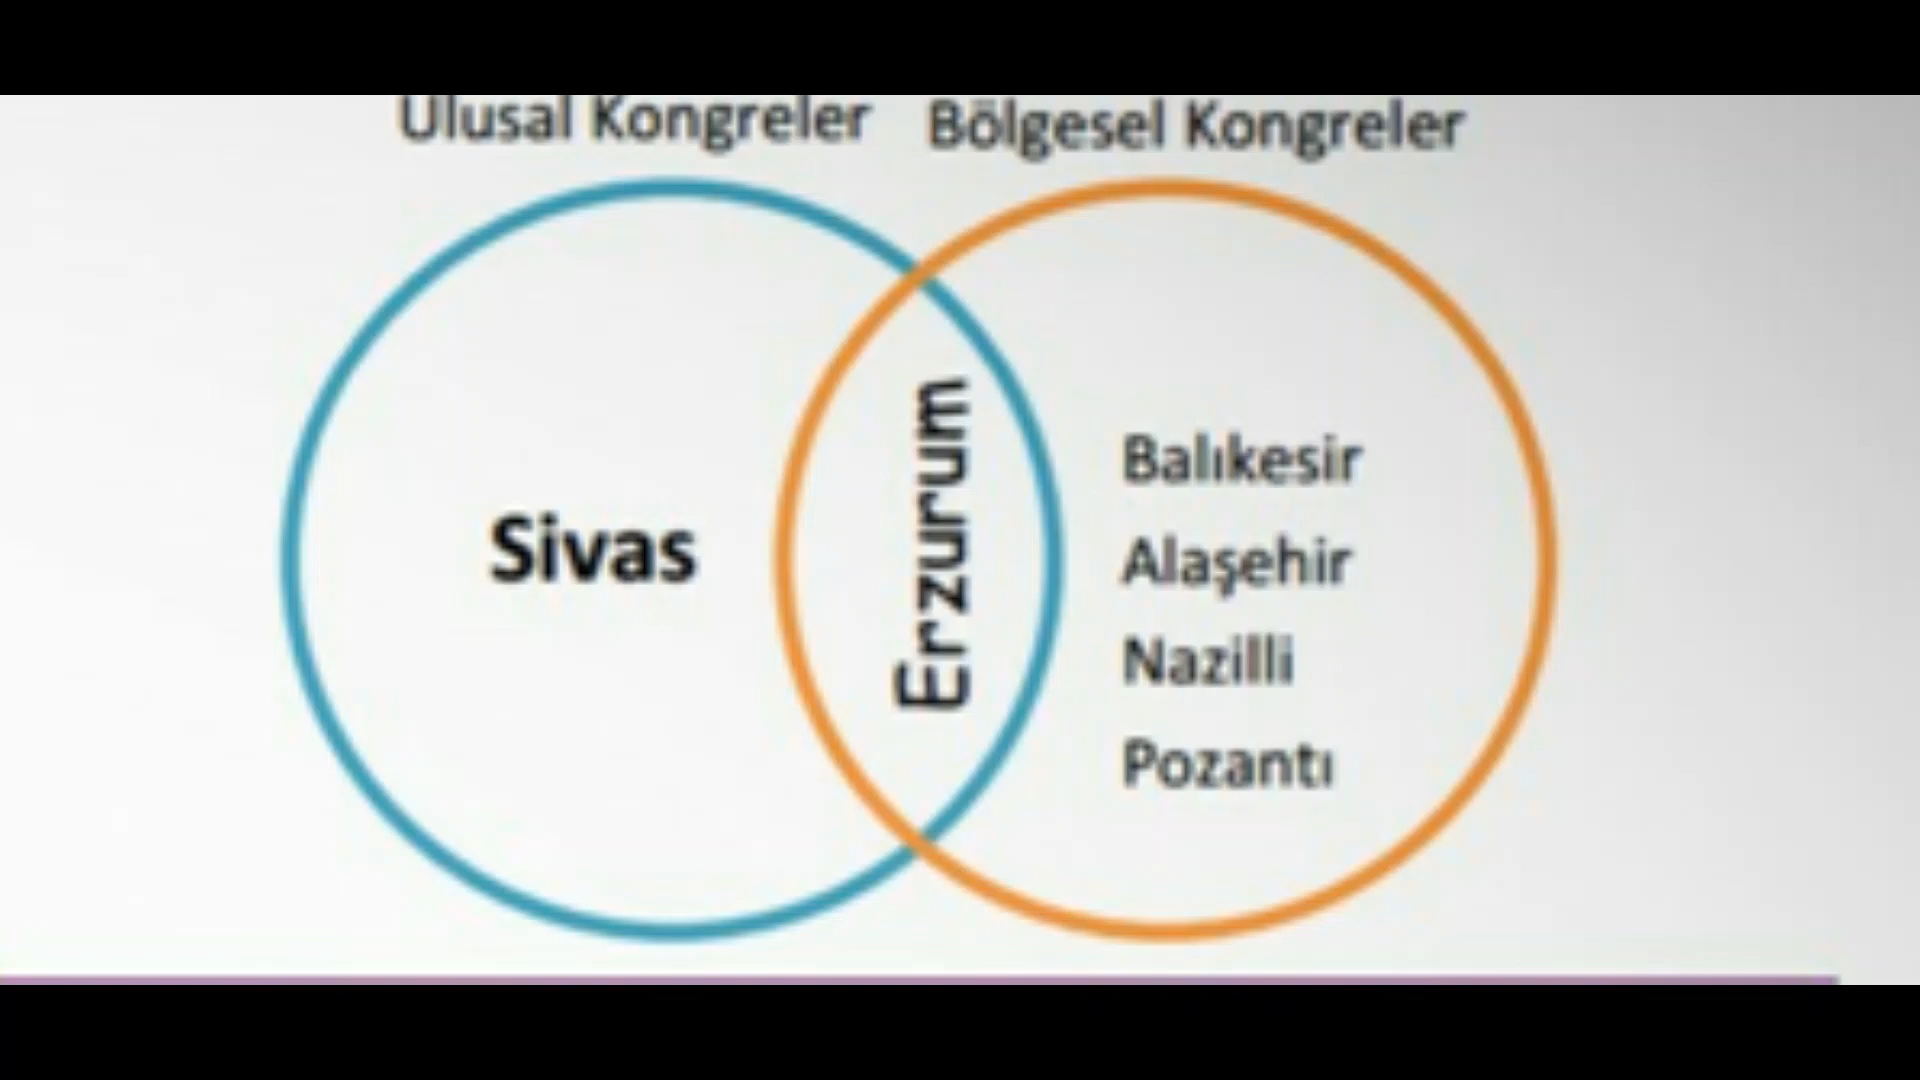 Ulusal Kongreler
Bölgesel Kongreler
Sivas
Erzurum
Balıkesir
Alaşehir
Nazilli
Pozantı